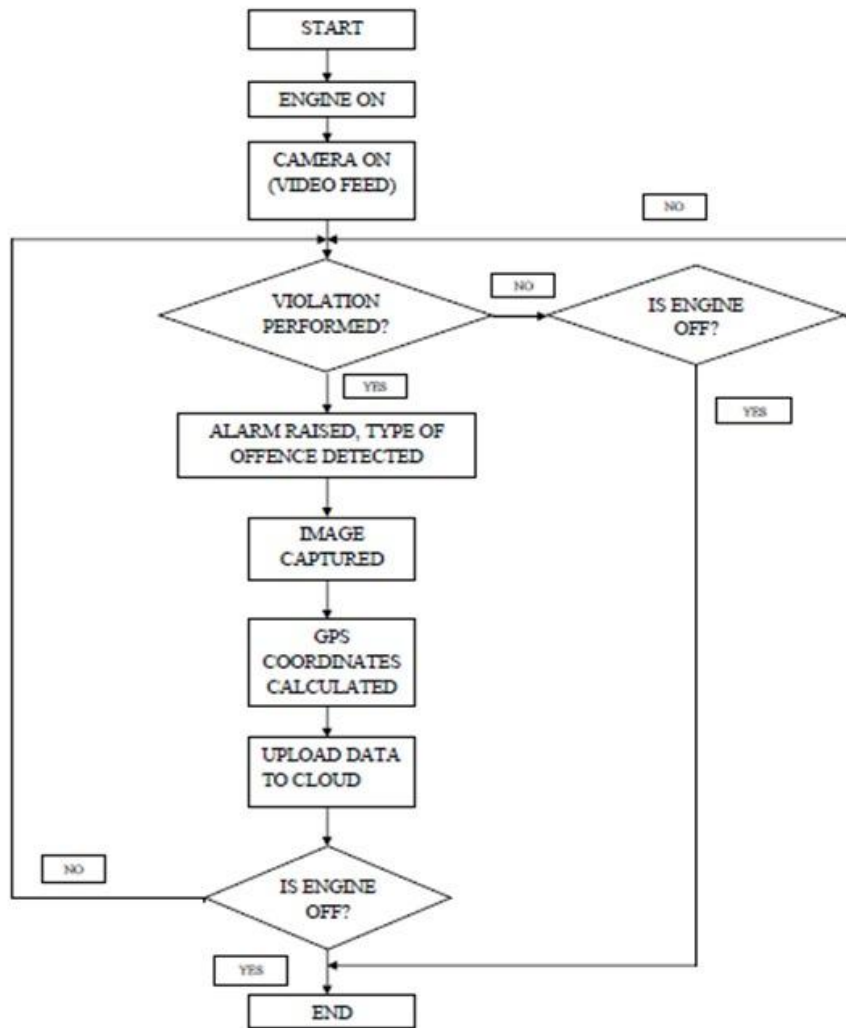 START
ENGINE ON
CAMERA ON
(VIDEO FEED)
NO
VIOLATION
PERFORMED?
NO
IS ENGINE
OFF?
YES
YES
ALARM RAISED, TYPE OF
OFFENCE DETECTED
IMAGE
CAPTURED
GPS
COORDINATES
CALCULATED
UPLOAD DATA
TO CLOUD
NO
IS ENGINE
OFF?
YES
END